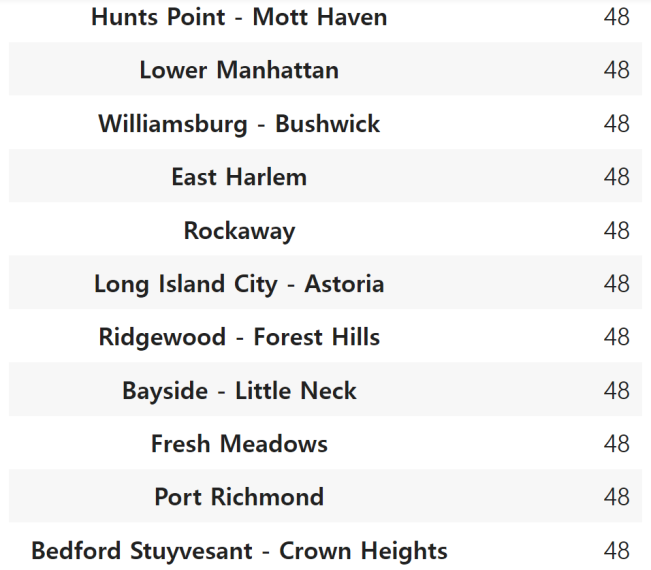 Hunts Point - Mott Haven 48
Lower Manhattan 48
Williamsburg - Bushwick 48
East Harlem 48
Rockaway 48
Long Island City - Astoria 48
Ridgewood - Forest Hills 48
Bayside - Little Neck 48
Fresh Meadows 48
Port Richmond 48
Bedford Stuyvesant - Crown Heights 48